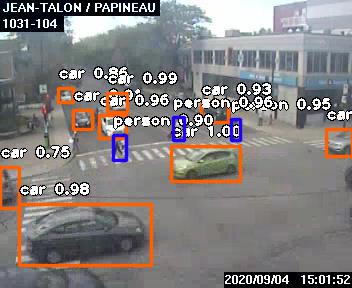 JEAN-TALON / PAPINEAU
1031-104
car 0.86
car 0.99
car 0.96
car 0.93
person 0.96
person 0.95
person 0.90
car 1.00
car
car 0.75
car 0.98
2020/09/04 15:01:52